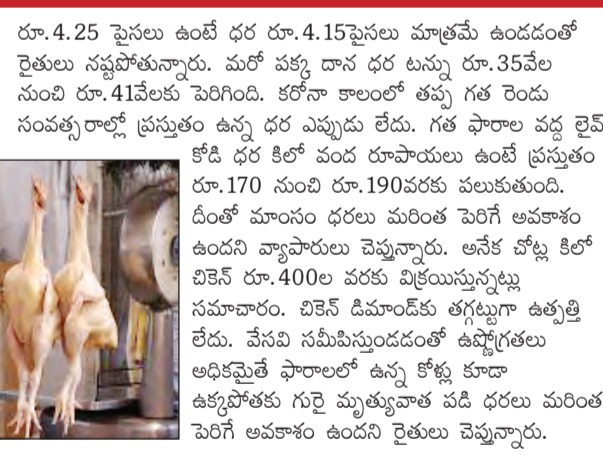 రూ.4.25 పైసలు ఉంటే ధర రూ.4.15పైసలు మాత్రమే ఉండడంతో
రైతులు నష్టపోతున్నారు. మరో పక్క దాన ధర టన్ను రూ.35వేల
నుంచి రూ.41వేలకు పెరిగింది. కరోనా కాలంలో తప్ప గత రెండు
సంవత్సరాల్లో ప్రస్తుతం ఉన్న ధర ఎప్పుడు లేదు. గత ఫారాల వద్ద లైవ్
కోడి ధర కిలో వంద రూపాయలు ఉంటే ప్రస్తుతం
రూ.170 నుంచి రూ.190వరకు పలుకుతుంది.
దీంతో మాంసం ధరలు మరింత పెరిగే అవకాశం
ఉందని వ్యాపారులు చెప్తున్నారు. అనేక చోట్ల కిలో
చికెన్ రూ.400ల వరకు విక్రయిస్తున్నట్లు
సమాచారం. చికెన్ డిమాండ్‌కు తగ్గట్టుగా ఉత్పత్తి
లేదు. వేసవి సమీపిస్తుండడంతో ఉష్ణోగ్రతలు
అధికమైతే ఫారాలలో ఉన్న కోళ్లు కూడా
ఉక్కపోతకు గురై మృత్యువాత పడి ధరలు మరింత
పెరిగే అవకాశం ఉందని రైతులు చెప్తున్నారు.